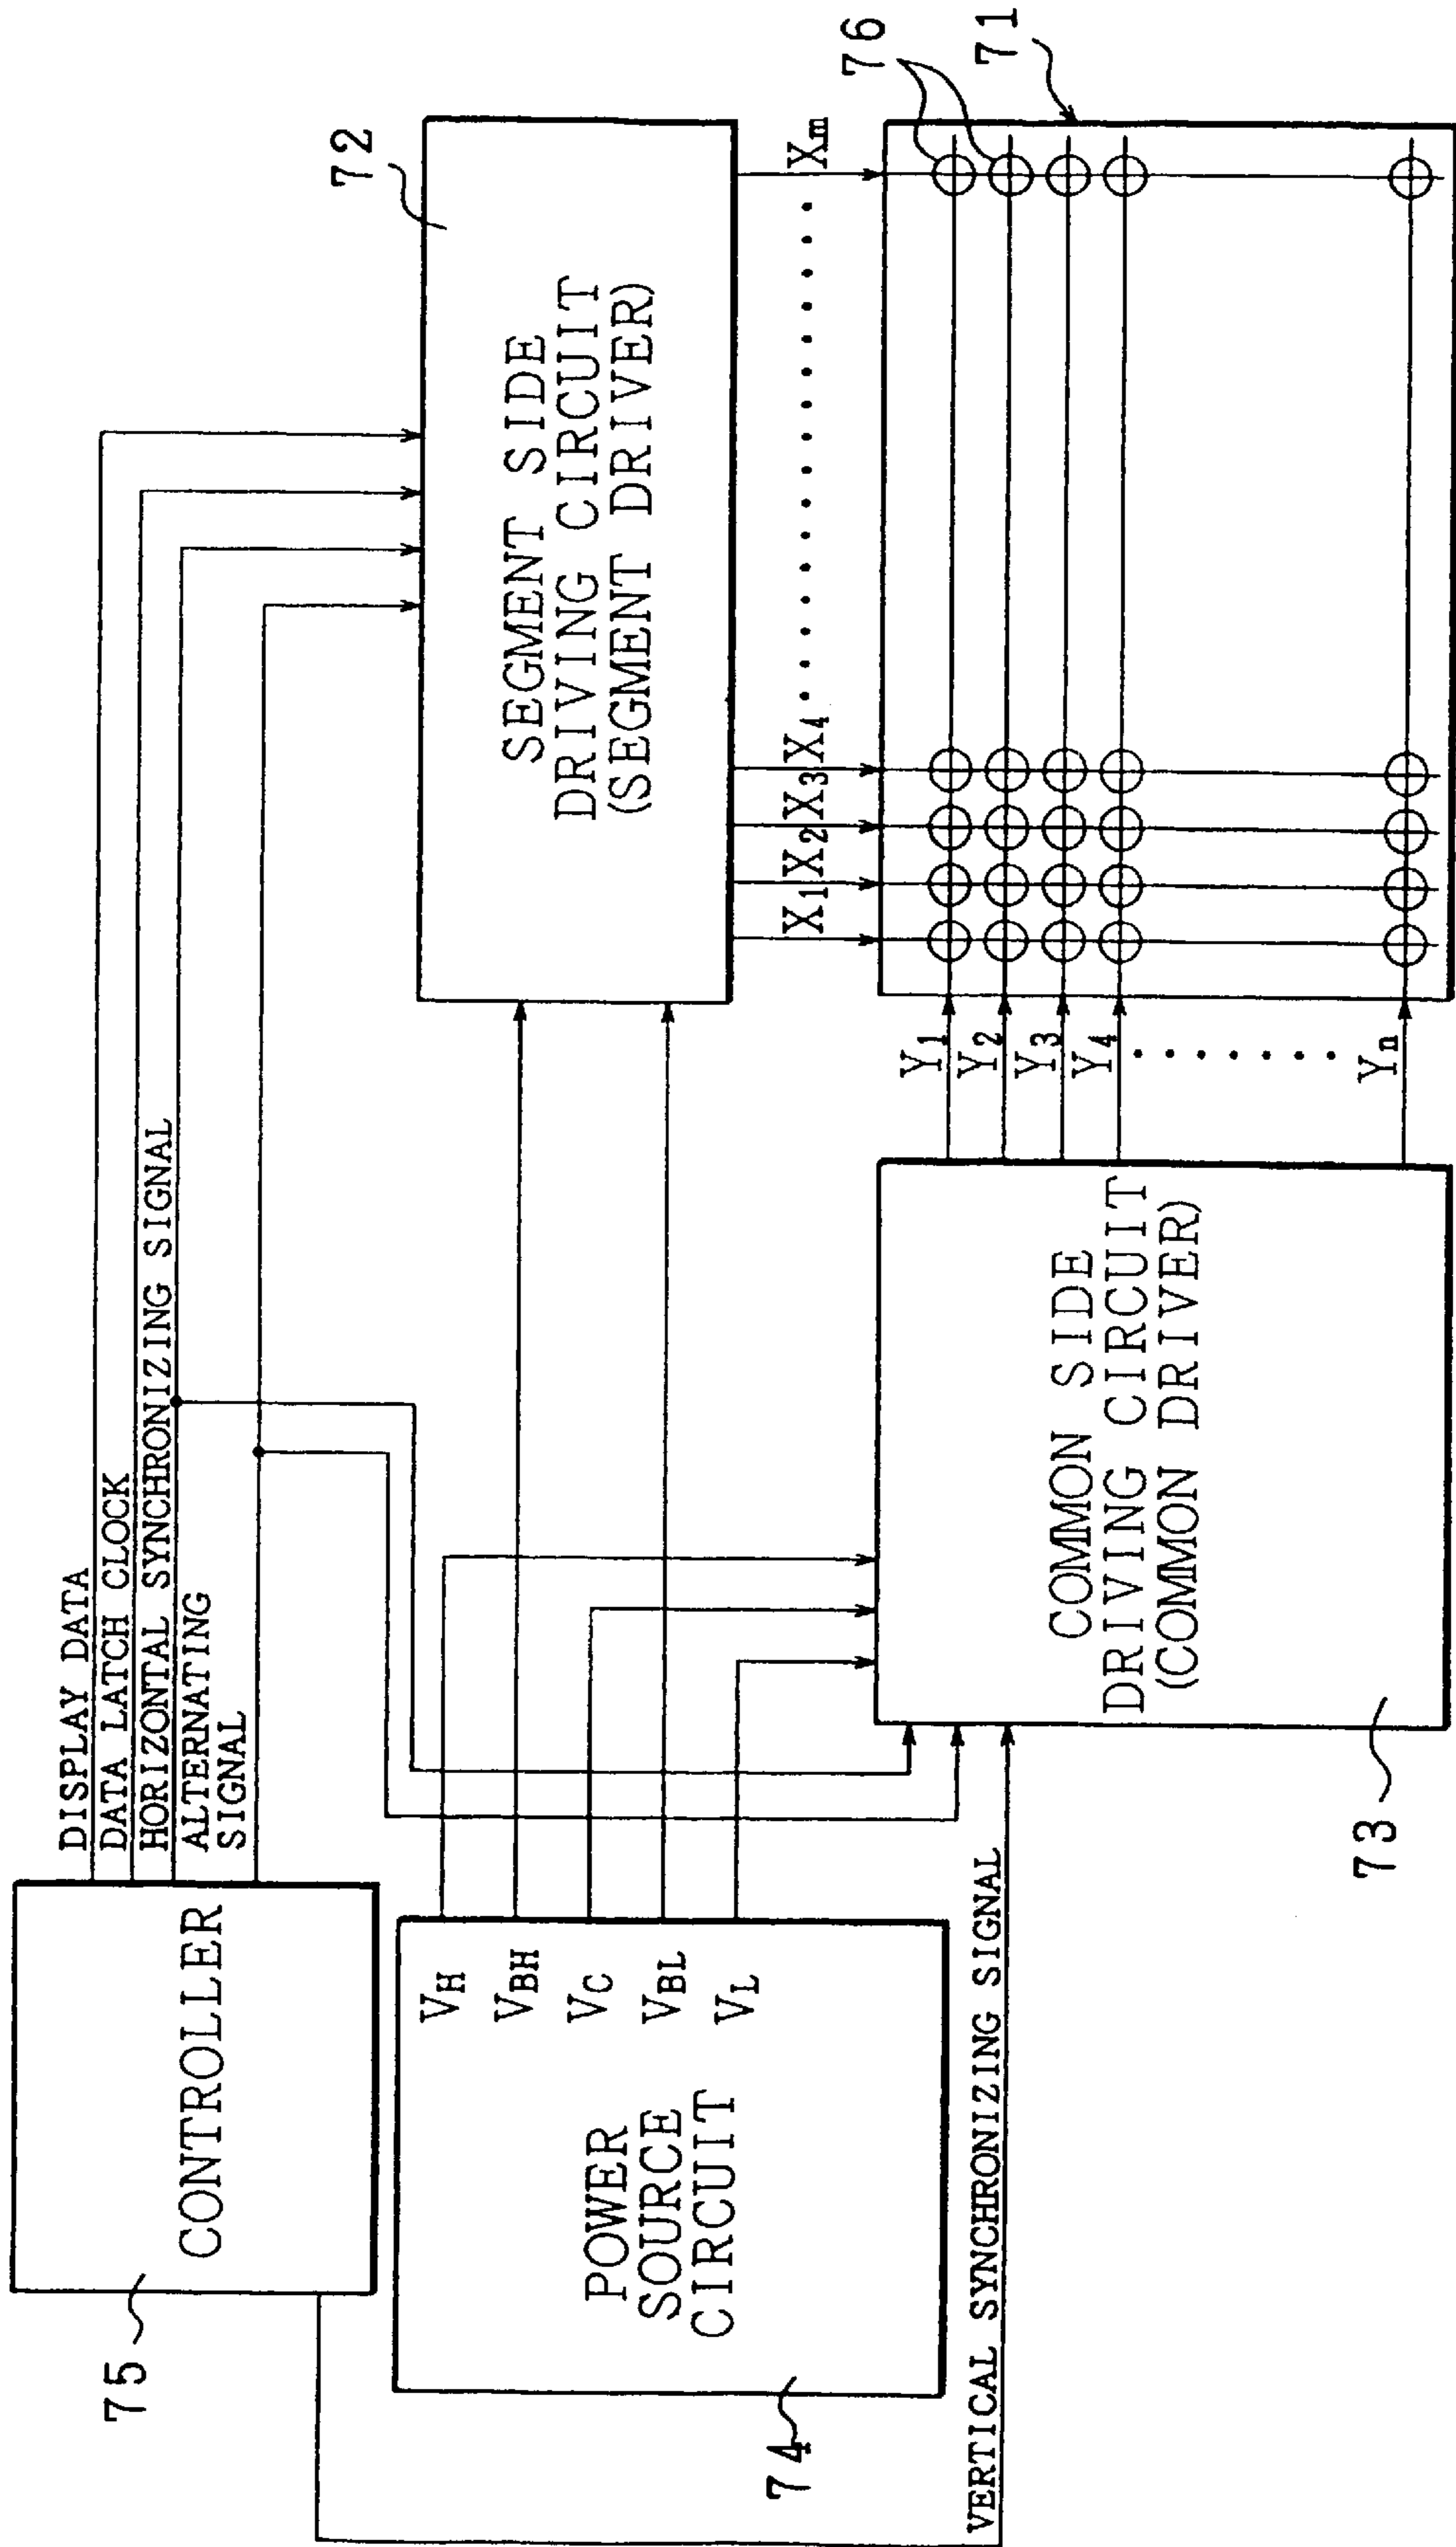 75
CONTROLLER
DISPLAY DATA
DATA LATCH CLOCK
HORIZONTAL SYNCHRONIZING SIGNAL
ALTERNATING
SIGNAL
74
POWER
SOURCE
CIRCUIT
VH
VBH
VC
VBL
VL
VERTICAL SYNCHRONIZING SIGNAL
72
SEGMENT SIDE
DRIVING CIRCUIT
(SEGMENT DRIVER)
X1 X2 X3 X4 ........... Xm
73
COMMON SIDE
DRIVING CIRCUIT
(COMMON DRIVER)
Y1
Y2
Y3
Y4
.......
Yn
76
71